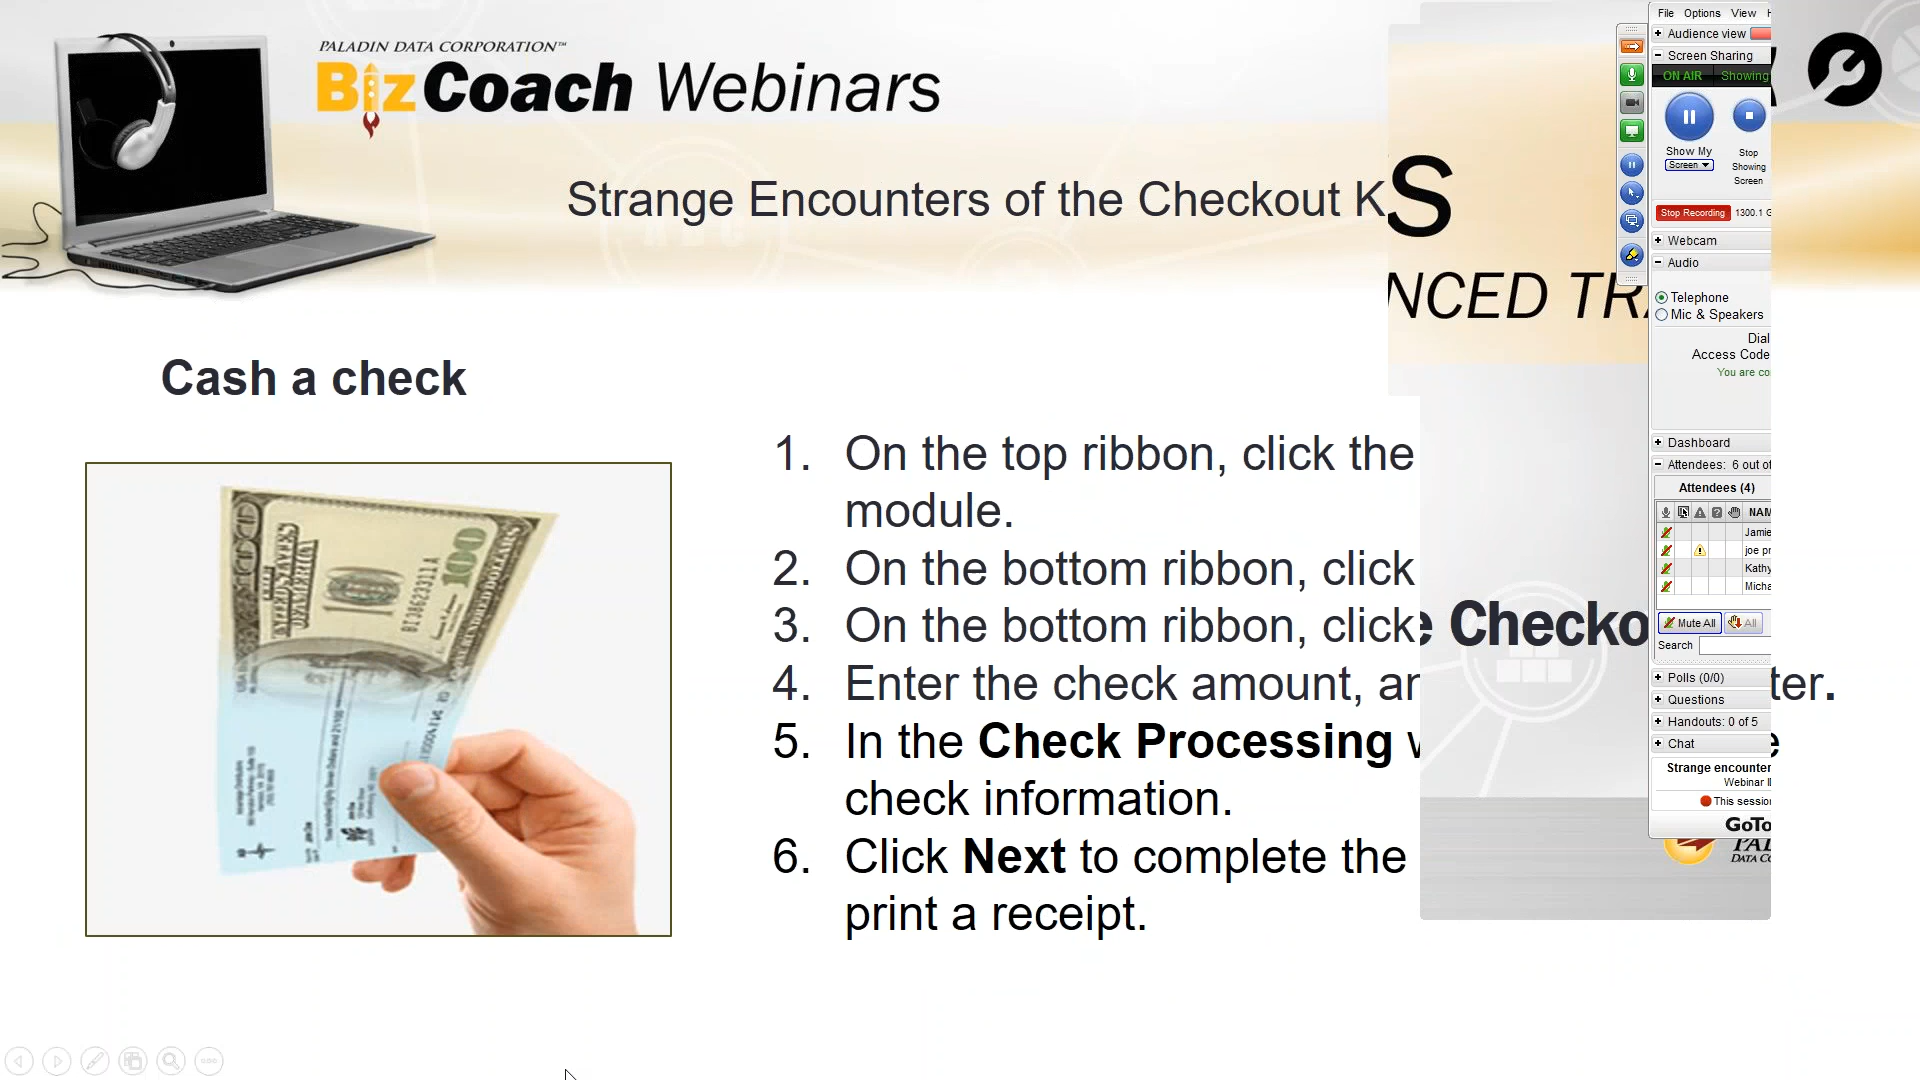 PALADIN DATA CORPORATION™
BizCoach Webinars
Strange Encounters of the Checkout K
S
NCED TR
Cash a check
1. On the top ribbon, click the
module.
2. On the bottom ribbon, click
3. On the bottom ribbon, click
4. Enter the check amount, ter.
5. In the Check Processing
check information.
6. Click Next to complete the
print a receipt.
e Checko
100
File Options View
Audience view
Screen Sharing
ON AIR Showing
Show My
Screen
Stop
Showing
Screen
Stop Recording 1300.1 G
Webcam
Audio
Telephone
Mic & Speakers
Dial
Access Code
You are co
Dashboard
Attendees: 6 out of
Attendees (4)
NAM
Jamie
joe pr
Kathy
Micha
Mute All All
Search
Polls (0/0)
Questions
Handouts: 0 of 5
Chat
Strange encounter
Webinar I
This sessio
GoTo
PAL
DATA CO